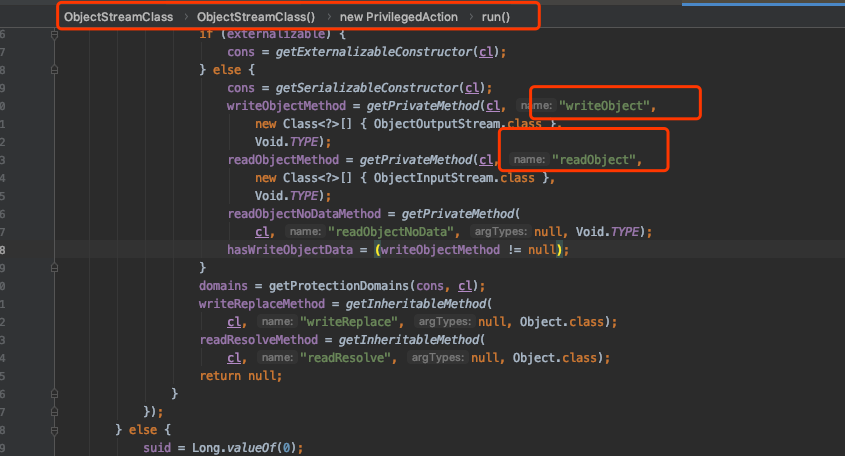 ObjectStreamClass › ObjectStreamClass() › new PrivilegedAction › run()
6 if (externalizable) {
7 cons = getExternalizableConstructor(cl);
8 } else {
9 cons = getSerializableConstructor(cl);
0 writeObjectMethod = getPrivateMethod(cl, name: "writeObject",
1 new Class<?>[] { ObjectOutputStream.class },
2 Void.TYPE);
3 readObjectMethod = getPrivateMethod(cl, name: "readObject",
4 new Class<?>[] { ObjectInputStream.class },
5 Void.TYPE);
6 readObjectNoDataMethod = getPrivateMethod(
7 cl, name: "readObjectNoData", argTypes: null, Void.TYPE);
8 hasWriteObjectData = (writeObjectMethod != null);
9 }
0 domains = getProtectionDomains(cons, cl);
1 writeReplaceMethod = getInheritableMethod(
2 cl, name: "writeReplace", argTypes: null, Object.class);
3 readResolveMethod = getInheritableMethod(
4 cl, name: "readResolve", argTypes: null, Object.class);
5 return null;
6 }
7 });
8 } else {
9 suid = Long.valueOf(0);